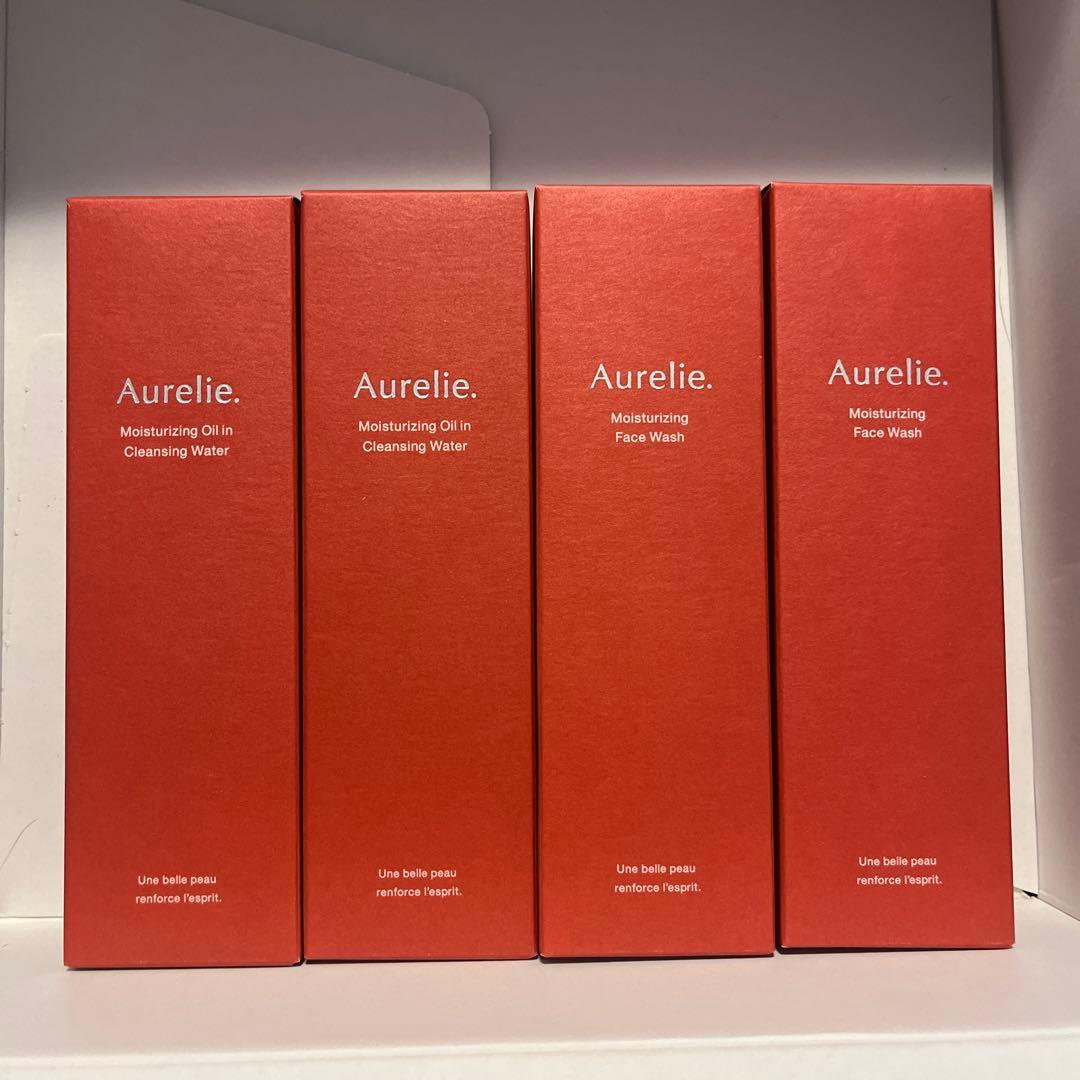 Aurelie.
Moisturizing Oil in
Cleansing Water
Une belle peau
renforce l'esprit.
Aurelie.
Moisturizing Oil in
Cleansing Water
Une belle peau
renforce l'esprit.
Aurelie.
Moisturizing
Face Wash
Une belle peau
renforce l'esprit.
Aurelie.
Moisturizing
Face Wash
Une belle peau
renforce l'esprit.